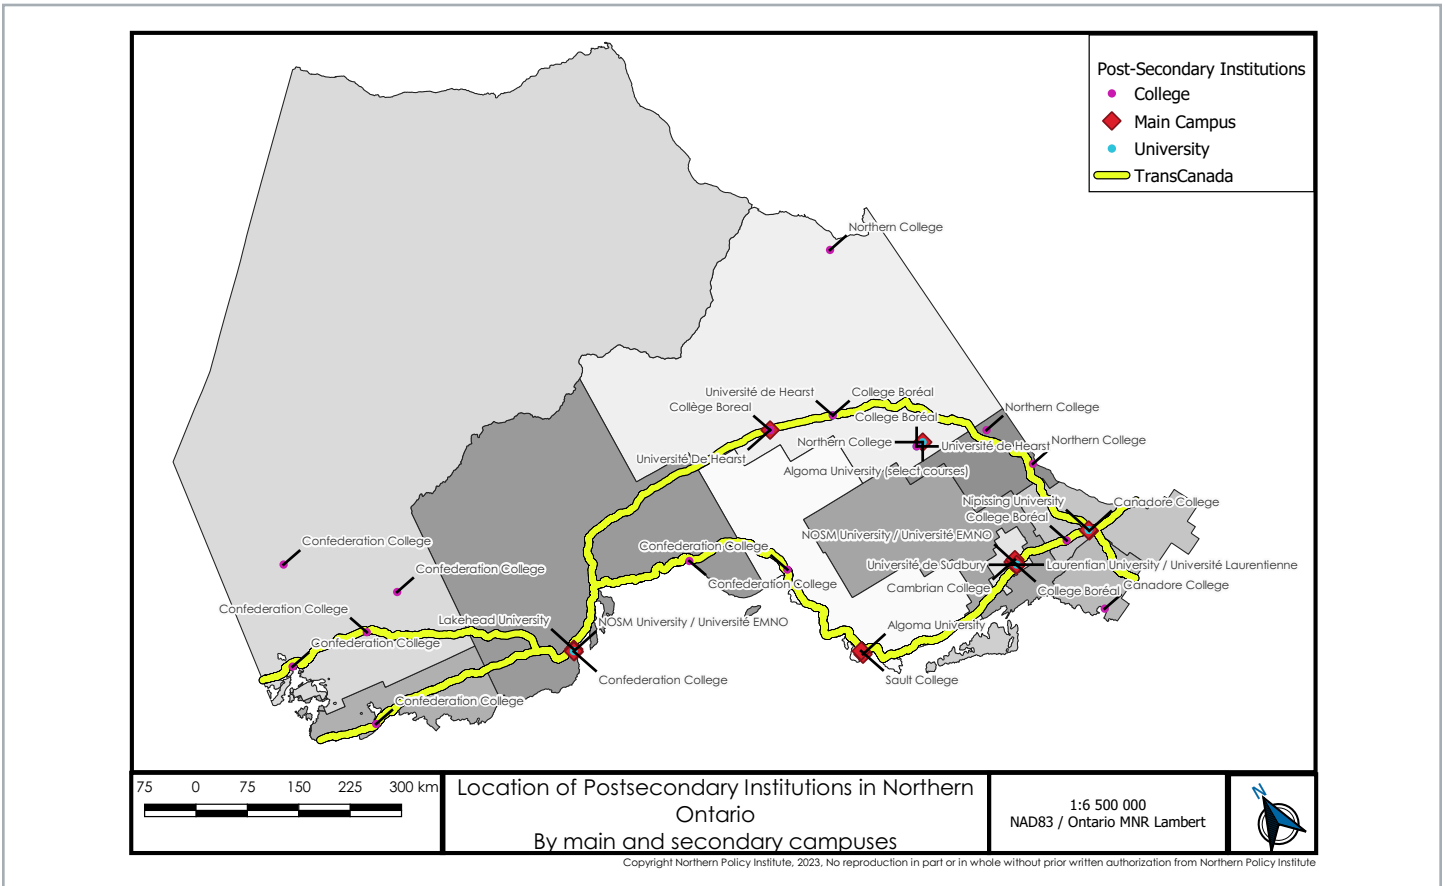 Post-Secondary Institutions
College
Main Campus
University
TransCanada
Northern College
Université de Hearst
College Boréal
Collège Boreal
College Boréal
Northern College
Northern College
Université de Hearst
Northern College
Université De Hearst
Algoma University (select courses)
Nipissing University
Canadore College
College Boréal
NOSM University / Université EMNO
Confederation College
Confederation College
Université de Sudbury
Laurentian University / Université Laurentienne
Confederation College
Confederation College
Cambrian College
College Boréal
Canadore College
Confederation College
Lakehead University
NOSM University / Université EMNO
Algoma University
Confederation College
Confederation College
Sault College
Confederation College
75 0 75 150 225 300 km
Location of Postsecondary Institutions in Northern
Ontario
By main and secondary campuses
1:6 500 000
NAD83 / Ontario MNR Lambert
N
Copyright Northern Policy Institute, 2023, No reproduction in part or in whole without prior written authorization from Northern Policy Institute